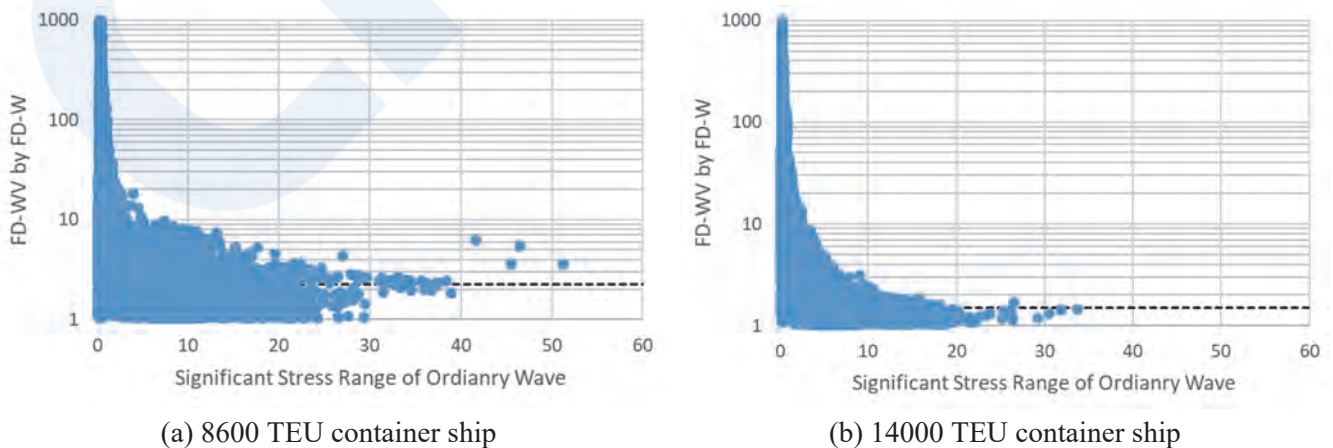 1000
100
10
1
FD-WV by FD-W
0 10 20 30 40 50 60
Significant Stress Range of Ordianry Wave
(a) 8600 TEU container ship
1000
100
10
1
FD-WV by FD-W
0 10 20 30 40 50 60
Significant Stress Range of Ordianry Wave
(b) 14000 TEU container ship